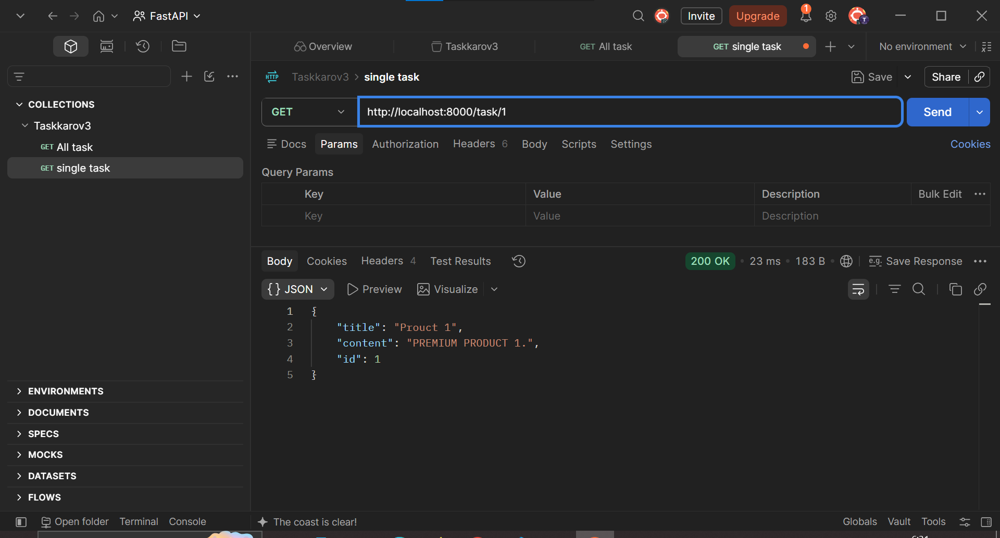 FastAPI
Invite
Upgrade
1
T
Overview
Taskkarov3
GET All task
GET single task
No environment
Taskkarov3 > single task
HTTP
Save
Share
COLLECTIONS
Taskkarov3
GET All task
GET single task
GET
http://localhost:8000/task/1
Send
Docs
Params
Authorization
Headers 6
Body
Scripts
Settings
Cookies
Query Params
Key
Value
Description
Bulk Edit
Key
Value
Description
Body
Cookies
Headers 4
Test Results
200 OK
23 ms
183 B
e.g. Save Response
{ } JSON
Preview
Visualize
1 {
2 "title": "Prouct 1",
3 "content": "PREMIUM PRODUCT 1.",
4 "id": 1
5 }
ENVIRONMENTS
DOCUMENTS
SPECS
MOCKS
DATASETS
FLOWS
Open folder
Terminal
Console
The coast is clear!
Globals
Vault
Tools